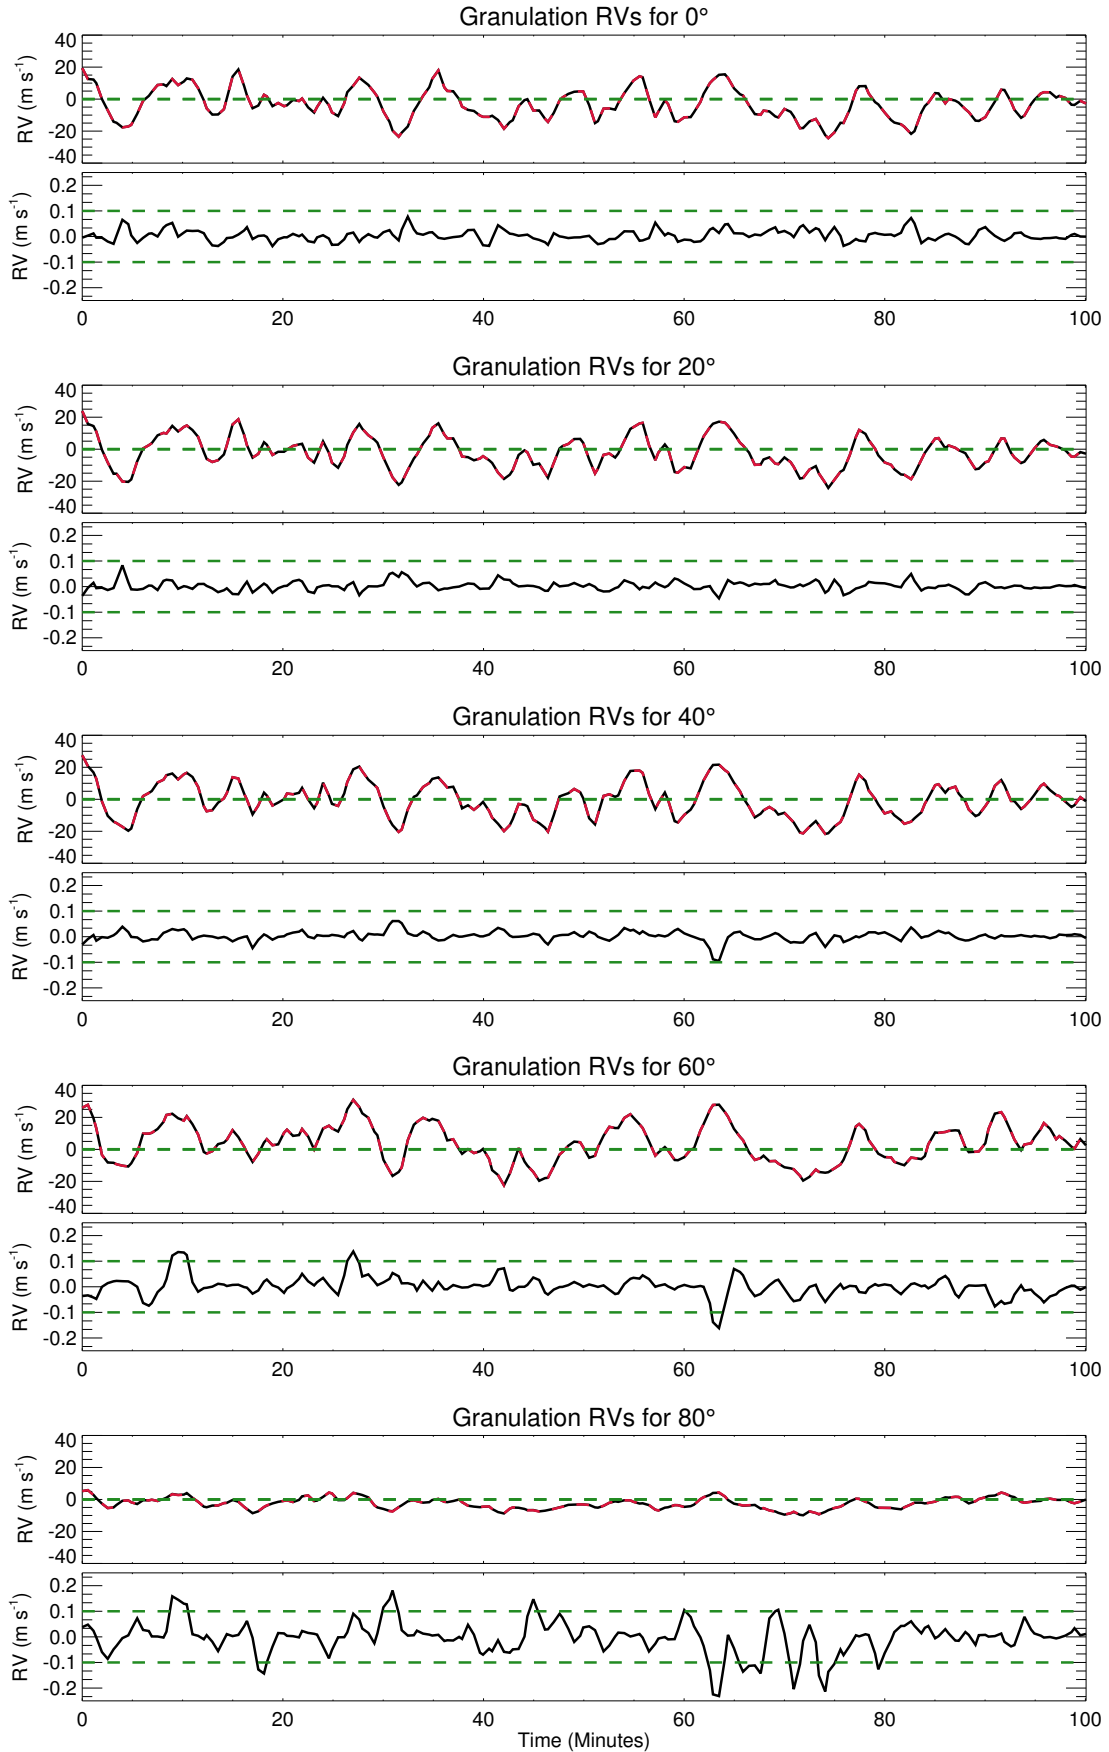 Granulation RVs for 0°
40
20
0
-20
-40
RV (m s⁻¹)
0.2
0.1
0.0
-0.1
-0.2
RV (m s⁻¹)
0 20 40 60 80 100
Granulation RVs for 20°
40
20
0
-20
-40
RV (m s⁻¹)
0.2
0.1
0.0
-0.1
-0.2
RV (m s⁻¹)
0 20 40 60 80 100
Granulation RVs for 40°
40
20
0
-20
-40
RV (m s⁻¹)
0.2
0.1
0.0
-0.1
-0.2
RV (m s⁻¹)
0 20 40 60 80 100
Granulation RVs for 60°
40
20
0
-20
-40
RV (m s⁻¹)
0.2
0.1
0.0
-0.1
-0.2
RV (m s⁻¹)
0 20 40 60 80 100
Granulation RVs for 80°
40
20
0
-20
-40
RV (m s⁻¹)
0.2
0.1
0.0
-0.1
-0.2
RV (m s⁻¹)
0 20 40 60 80 100
Time (Minutes)